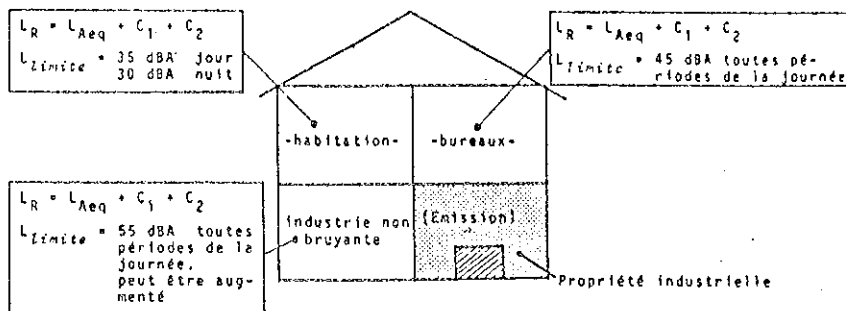 L_R = L_Aeq + C_1 + C_2
L_limite = 35 dBA jour
30 dBA nuit
L_R = L_Aeq + C_1 + C_2
L_limite = 45 dBA toutes pé-
riodes de la journée
-habitation-
-bureaux-
L_R = L_Aeq + C_1 + C_2
L_limite = 55 dBA toutes
périodes de la
journée,
peut être aug-
menté
industrie non
bruyante
(Emission)
Propriété industrielle